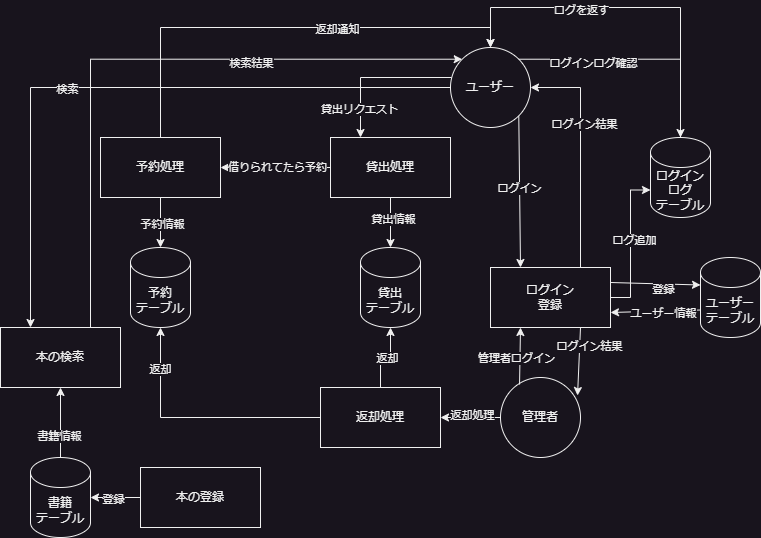 ログを返す
返却通知
検索結果
ログインログ確認
検索
ユーザー
貸出リクエスト
ログイン結果
予約処理
借りられてたら予約
貸出処理
ログイン
ログイン
ログ
テーブル
予約情報
貸出情報
ログ追加
予約
テーブル
貸出
テーブル
ログイン
登録
登録
ユーザー
テーブル
ユーザー情報
本の検索
返却
返却
管理者ログイン
ログイン結果
返却処理
返却処理
管理者
書籍情報
書籍
テーブル
登録
本の登録